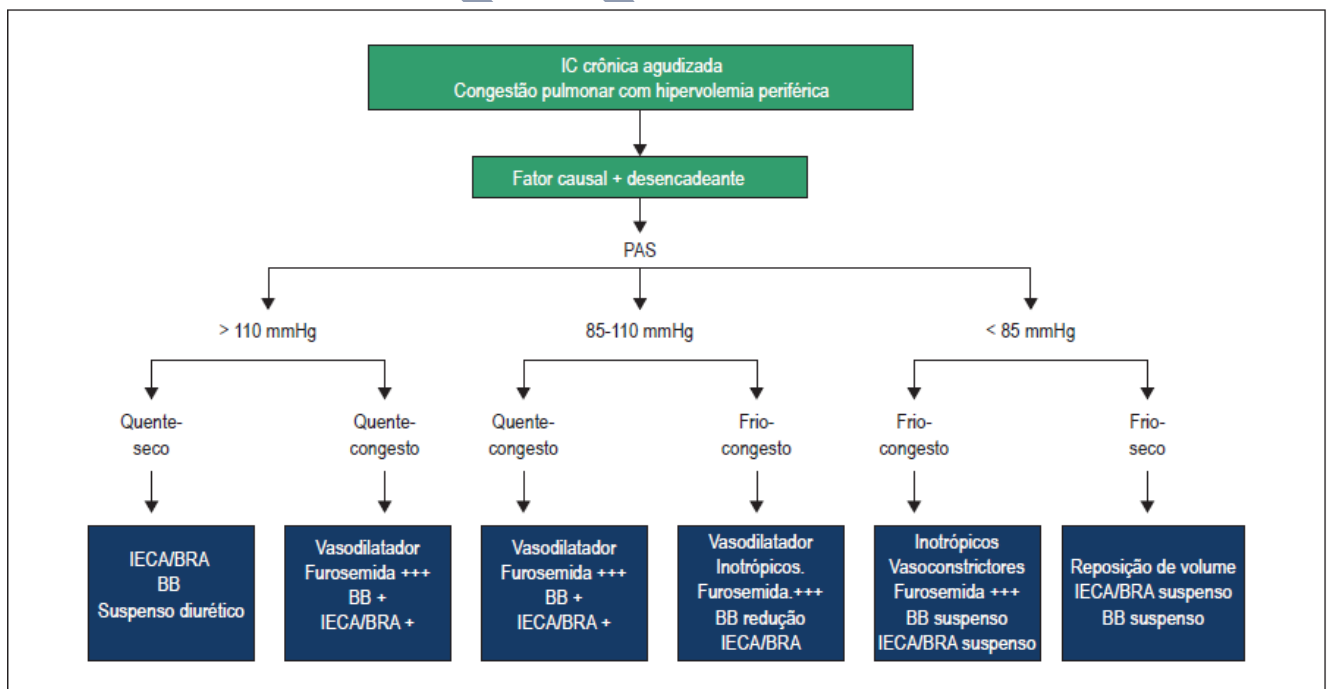 IC crônica agudizada
Congestão pulmonar com hipervolemia periférica
Fator causal + desencadeante
PAS
> 110 mmHg
85-110 mmHg
< 85 mmHg
Quente-
seco
Quente-
congesto
Quente-
congesto
Frio-
congesto
Frio-
congesto
Frio-
seco
IECA/BRA
BB
Suspenso diurético
Vasodilatador
Furosemida +++
BB +
IECA/BRA +
Vasodilatador
Furosemida +++
BB +
IECA/BRA +
Vasodilatador
Inotrópicos.
Furosemida.+++
BB redução
IECA/BRA
Inotrópicos
Vasoconstrictores
Furosemida +++
BB suspenso
IECA/BRA suspenso
Reposição de volume
IECA/BRA suspenso
BB suspenso